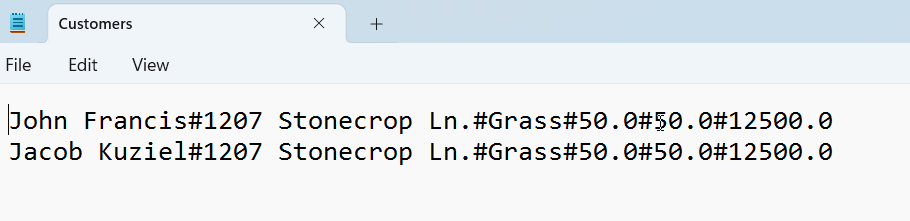 Customers
File Edit View
John Francis#1207 Stonecrop Ln.#Grass#50.0#50.0#12500.0
Jacob Kuziel#1207 Stonecrop Ln.#Grass#50.0#50.0#12500.0